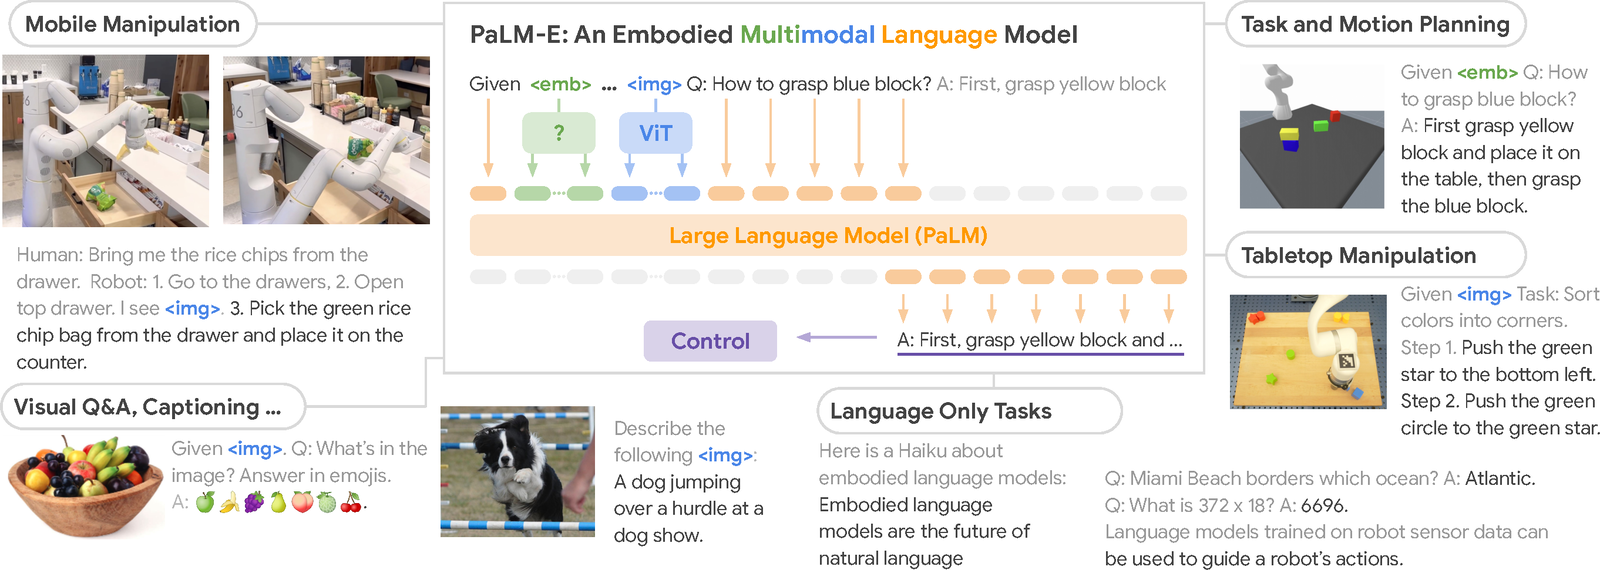 Mobile Manipulation
Human: Bring me the rice chips from the
drawer. Robot: 1. Go to the drawers, 2. Open
top drawer. I see <img>. 3. Pick the green rice
chip bag from the drawer and place it on the
counter.
Visual Q&A, Captioning ...
Given <img>. Q: What's in the
image? Answer in emojis.
A: 🍏🍌🍇🍐🍑🍈🍒.
PaLM-E: An Embodied Multimodal Language Model
Given <emb> ... <img> Q: How to grasp blue block? A: First, grasp yellow block
? ViT
Large Language Model (PaLM)
Control
A: First, grasp yellow block and ...
Describe the
following <img>:
A dog jumping
over a hurdle at a
dog show.
Language Only Tasks
Here is a Haiku about
embodied language models:
Embodied language
models are the future of
natural language
Q: Miami Beach borders which ocean? A: Atlantic.
Q: What is 372 x 18? A: 6696.
Language models trained on robot sensor data can
be used to guide a robot's actions.
Task and Motion Planning
Given <emb> Q: How
to grasp blue block?
A: First grasp yellow
block and place it on
the table, then grasp
the blue block.
Tabletop Manipulation
Given <img> Task: Sort
colors into corners.
Step 1. Push the green
star to the bottom left.
Step 2. Push the green
circle to the green star.